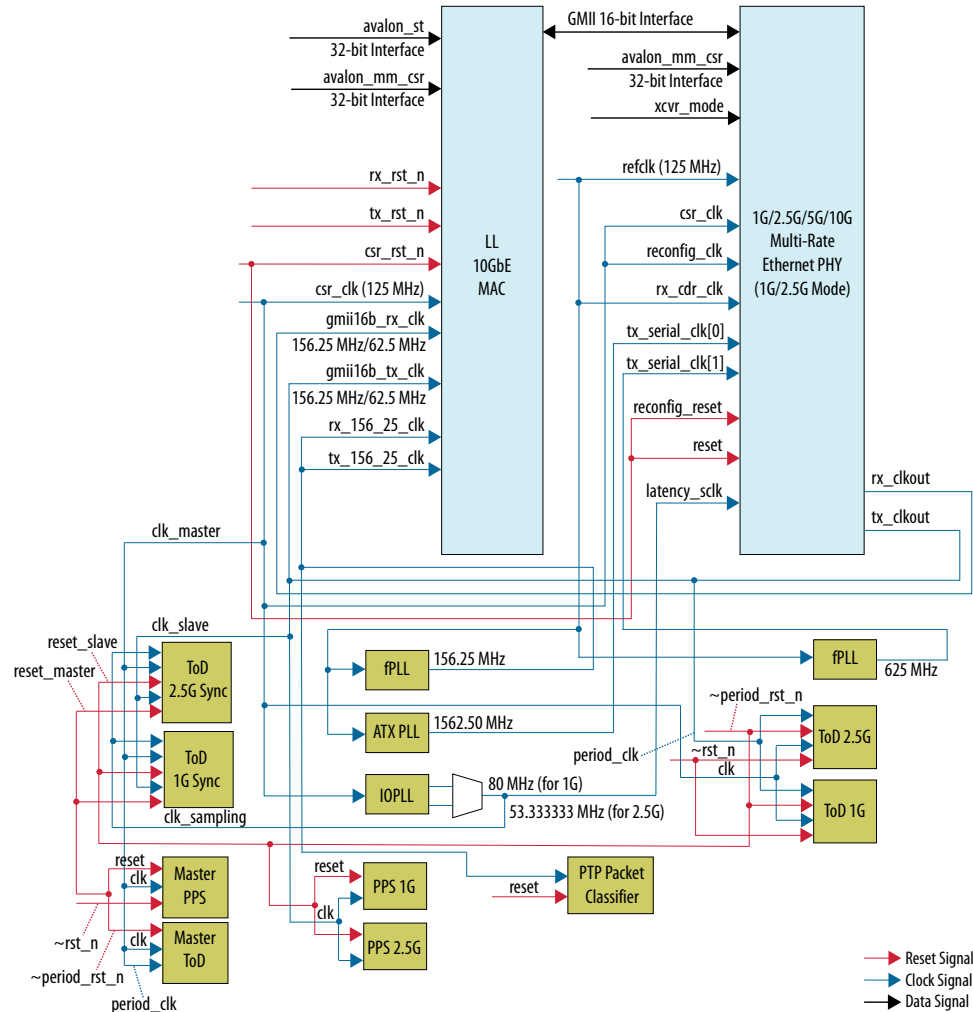 avalon_st
32-bit Interface
avalon_mm_csr
32-bit Interface
GMII 16-bit Interface
avalon_mm_csr
32-bit Interface
xcvr_mode
rx_rst_n
tx_rst_n
csr_rst_n
csr_clk (125 MHz)
gmii16b_rx_clk
156.25 MHz/62.5 MHz
gmii16b_tx_clk
156.25 MHz/62.5 MHz
rx_156_25_clk
tx_156_25_clk
LL
10GbE
MAC
refclk (125 MHz)
csr_clk
reconfig_clk
rx_cdr_clk
tx_serial_clk[0]
tx_serial_clk[1]
reconfig_reset
reset
latency_sclk
1G/2.5G/5G/10G
Multi-Rate
Ethernet PHY
(1G/2.5G Mode)
rx_clkout
tx_clkout
clk_master
clk_slave
reset_slave
reset_master
ToD
2.5G Sync
ToD
1G Sync
clk_sampling
fPLL
156.25 MHz
ATX PLL
1562.50 MHz
IOPLL
80 MHz (for 1G)
53.333333 MHz (for 2.5G)
fPLL
625 MHz
~period_rst_n
period_clk
~rst_n
clk
ToD 2.5G
ToD 1G
reset
clk
Master
PPS
~rst_n
clk
Master
ToD
~period_rst_n
period_clk
reset
PPS 1G
clk
PPS 2.5G
reset
PTP Packet
Classifier
Reset Signal
Clock Signal
Data Signal